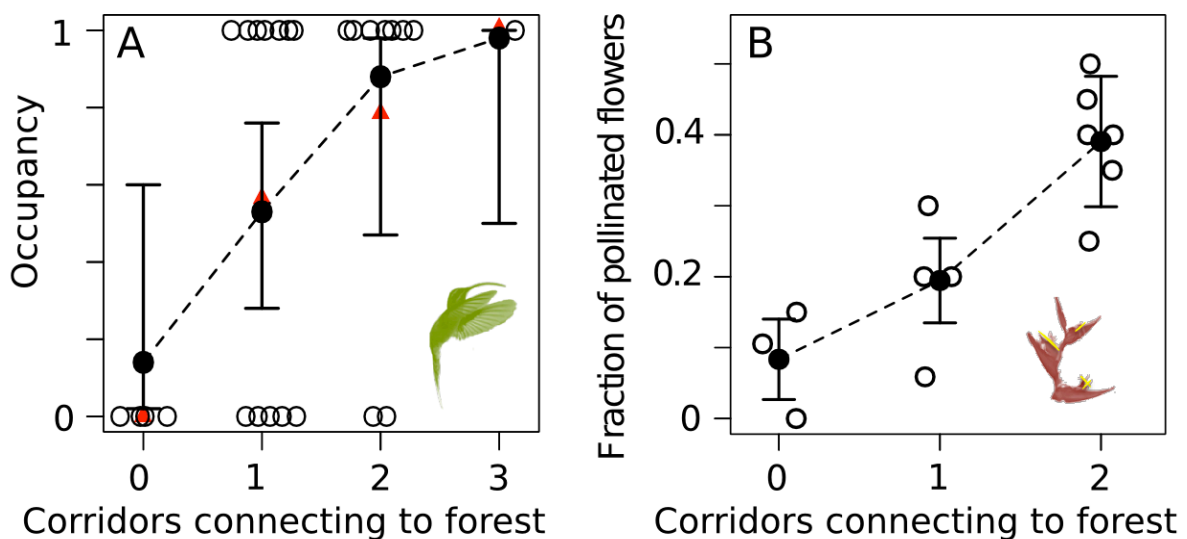 A
Occupancy
1
0
0 1 2 3
Corridors connecting to forest
B
Fraction of pollinated flowers
0.4
0.2
0
0 1 2
Corridors connecting to forest